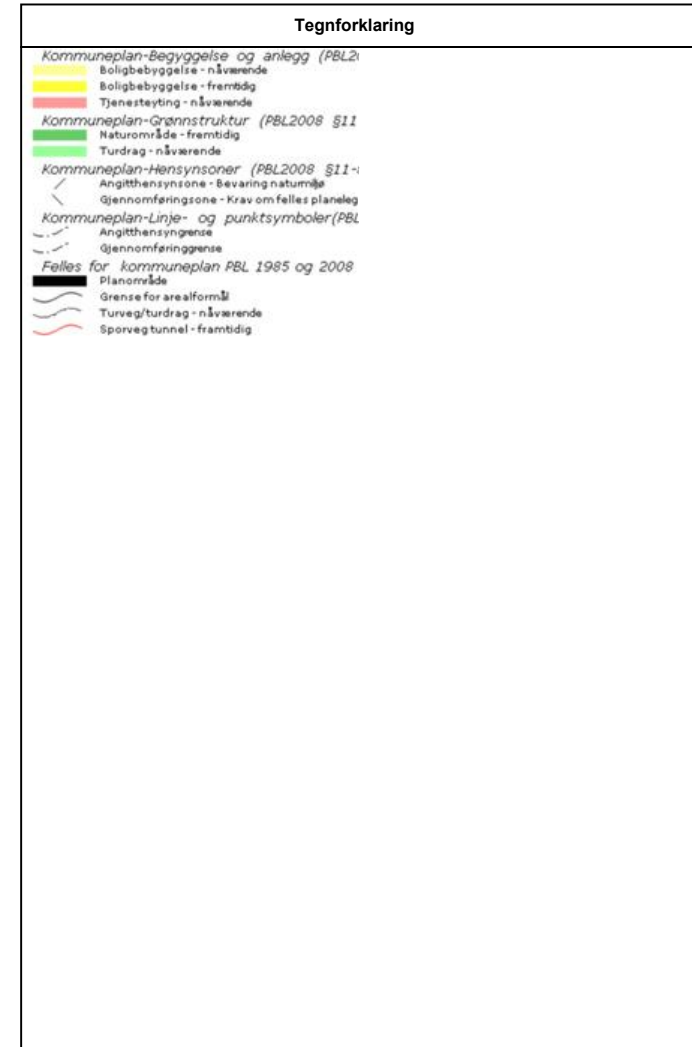 Tegnforklaring
Kommuneplan-Begyggelse og anlegg (PBL20
Boligbebyggelse - nåværende
Boligbebyggelse - fremtidig
Tjenesteyting - nåværende
Kommuneplan-Grønnstruktur (PBL2008 §11
Naturområde - fremtidig
Turdrag - nåværende
Kommuneplan-Hensynsoner (PBL2008 §11-
Angitthensynsone - Bevaring naturmiljø
Gjennomføringsone - Krav om felles planeleg
Kommuneplan-Linje- og punktsymboler(PBL
Angitthensyngrense
Gjennomføringgrense
Felles for kommuneplan PBL 1985 og 2008
Planområde
Grense for arealformål
Turveg/turdrag - nåværende
Sporveg tunnel - framtidig